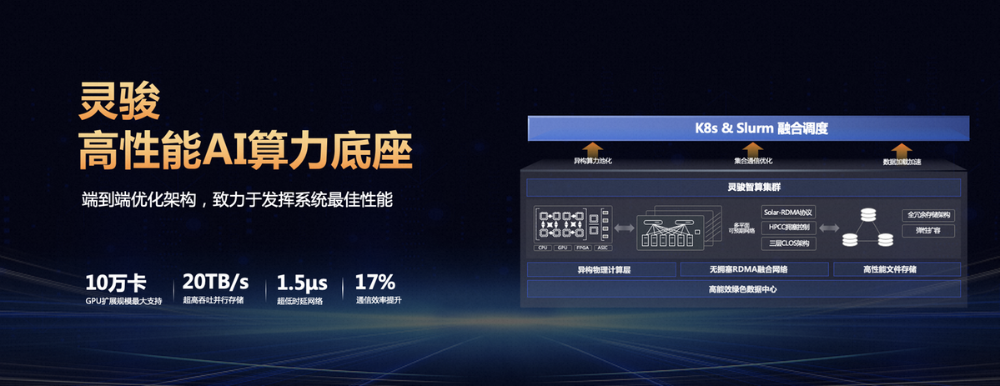 灵骏
高性能AI算力底座
端到端优化架构，致力于发挥系统最佳性能
10万卡
GPU扩展规模最大支持
20TB/s
超高吞吐并行存储
1.5μs
超低时延网络
17%
通信效率提升
K8s & Slurm 融合调度
异构算力池化
集合通信优化
数据加载加速
灵骏智算集群
CPU
GPU
FPGA
ASIC
多平面
可预期网络
Solar-RDMA协议
HPCC拥塞控制
三层CLOS架构
全冗余存储架构
弹性扩容
异构物理计算层
无拥塞RDMA融合网络
高性能文件存储
高能效绿色数据中心